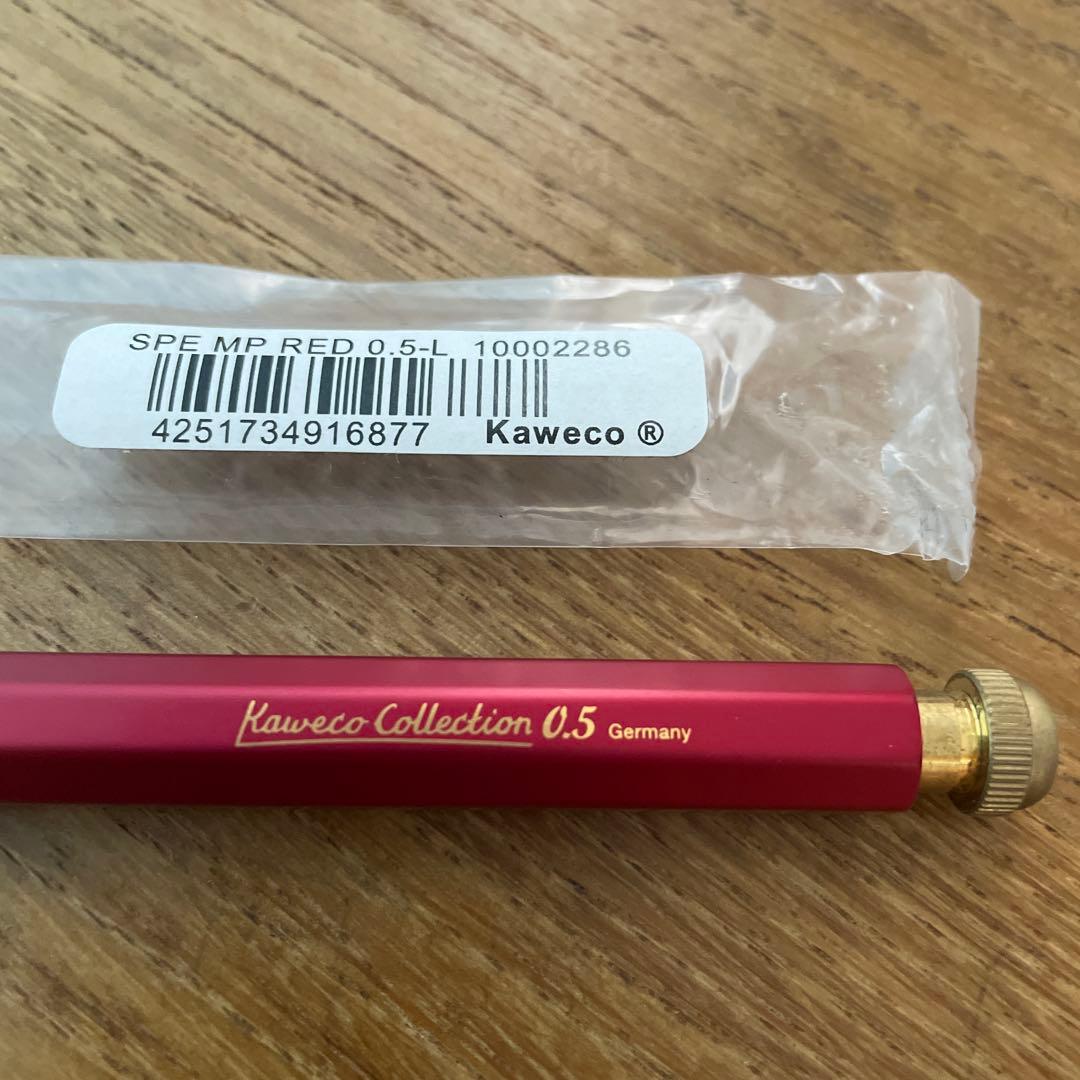 SPE MP RED 0.5-L 10002286
4251734916877 Kaweco ®
Kaweco Collection 0.5 Germany